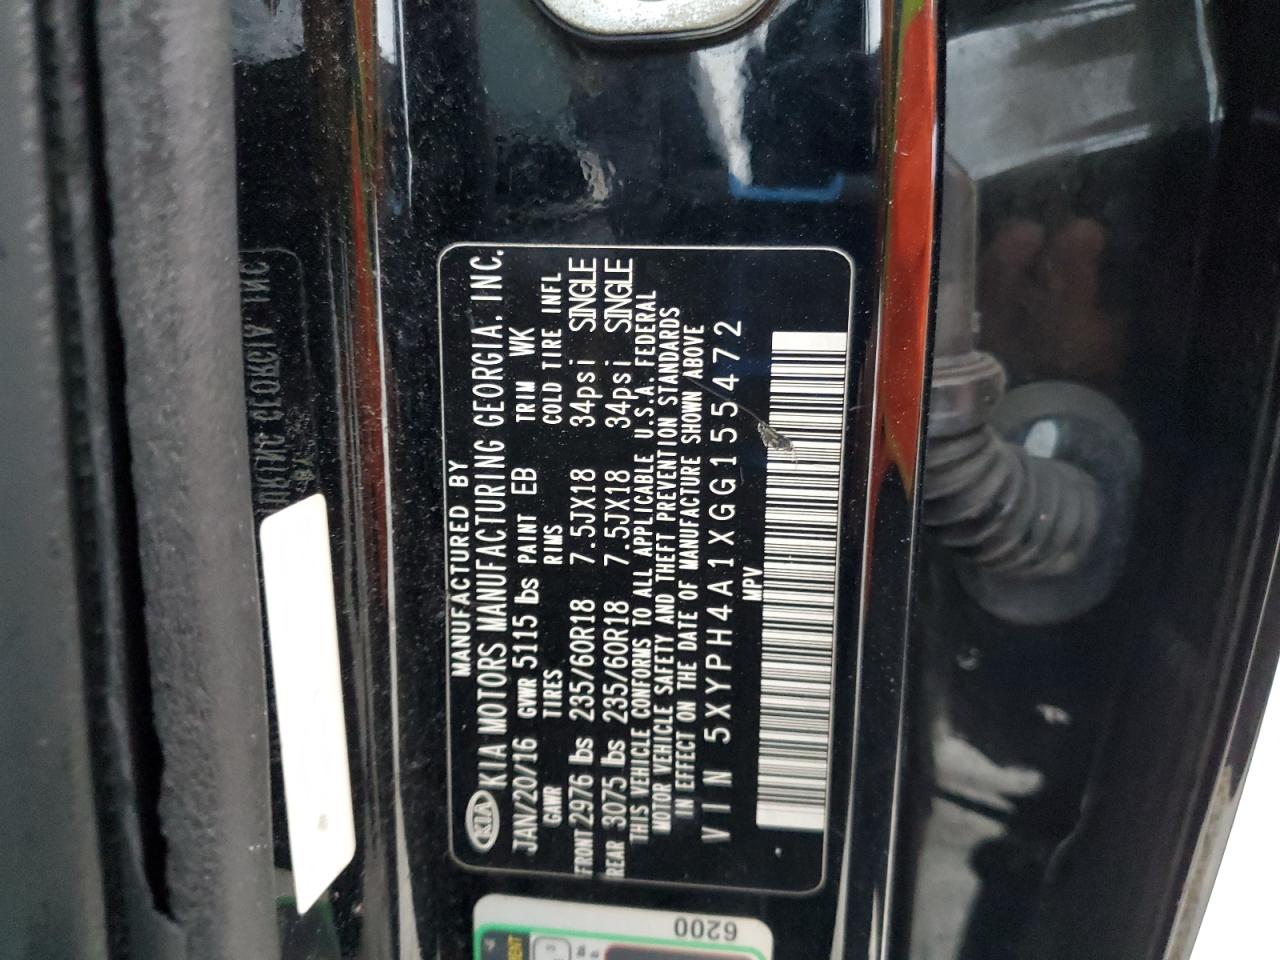 MANUFACTURED BY
KIA KIA MOTORS MANUFACTURING GEORGIA, INC.
JAN/20/16 GVWR 5115 lbs PAINT EB TRIM WK
GAWR TIRES RIMS COLD TIRE INFL
FRONT 2976 lbs 235/60R18 7.5JX18 34psi SINGLE
REAR 3075 lbs 235/60R18 7.5JX18 34psi SINGLE
THIS VEHICLE CONFORMS TO ALL APPLICABLE U.S.A. FEDERAL
MOTOR VEHICLE SAFETY AND THEFT PREVENTION STANDARDS
IN EFFECT ON THE DATE OF MANUFACTURE SHOWN ABOVE
VIN 5XYPH4A1XGG155472
MPV
6200